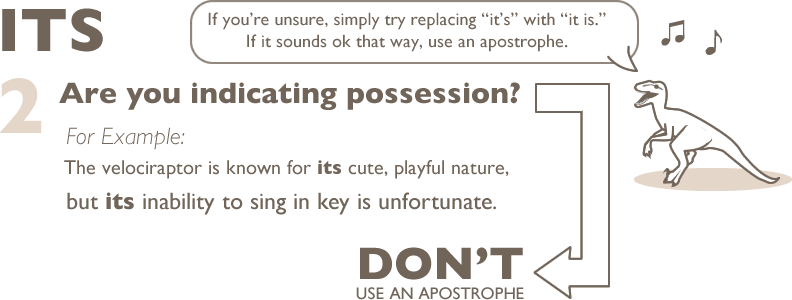 ITS
If you’re unsure, simply try replacing “it’s” with “it is.”
If it sounds ok that way, use an apostrophe.
2 Are you indicating possession?
For Example:
The velociraptor is known for its cute, playful nature,
but its inability to sing in key is unfortunate.
DON’T
USE AN APOSTROPHE